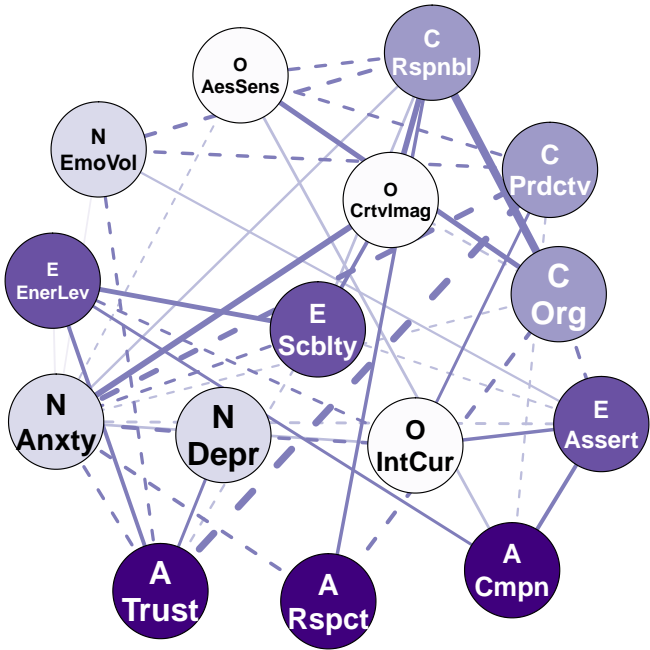 C
Rspnbl
O
AesSens
N
EmoVol
C
Prdctv
O
CrtvImag
E
EnerLev
C
Org
E
Scblty
N
Anxty
N
Depr
O
IntCur
E
Assert
A
Trust
A
Rspct
A
Cmpn